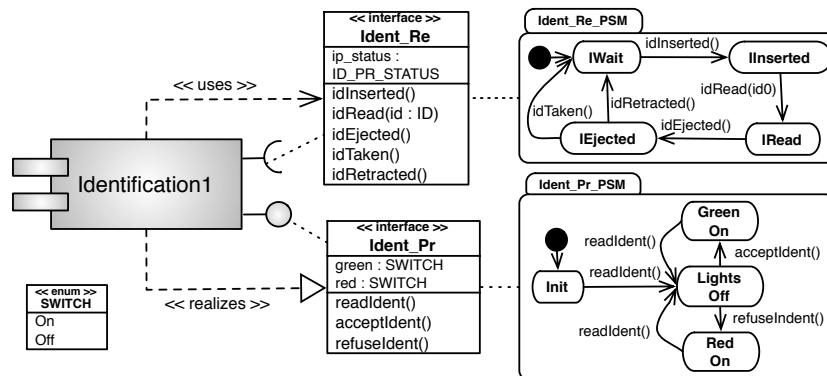 << interface >>
Ident_Re
ip_status :
ID_PR_STATUS
idInserted()
idRead(id : ID)
idEjected()
idTaken()
idRetracted()
<< uses >>
Identification1
<< realizes >>
<< enum >>
SWITCH
On
Off
<< interface >>
Ident_Pr
green : SWITCH
red : SWITCH
readIdent()
acceptIdent()
refuseIdent()
Ident_Re_PSM
IWait
idInserted()
IInserted
idRead(id0)
idTaken()
idRetracted()
idEjected()
IEjected
IRead
Ident_Pr_PSM
Green
On
readIdent()
acceptIdent()
Init
readIdent()
Lights
Off
readIdent()
refuseIndent()
Red
On